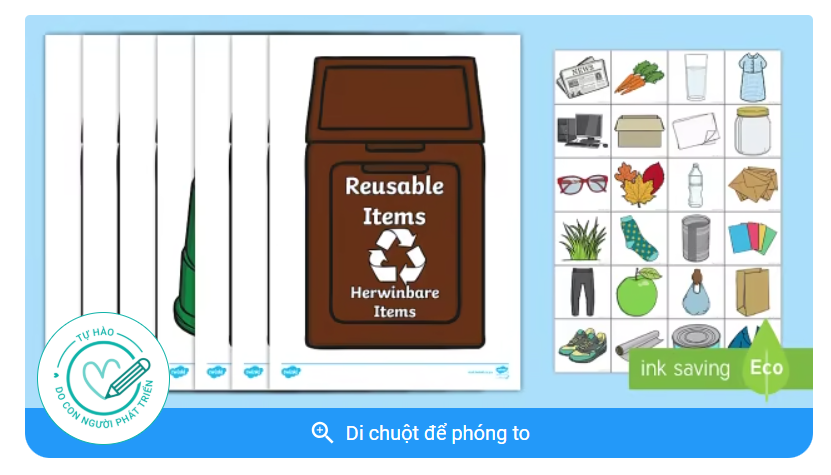 Reusable
Items
Herwinbare
Items
NEWS
TỰ HÀO
DO CON NGƯỜI PHÁT TRIỂN
ink saving
Eco
Di chuột để phóng to